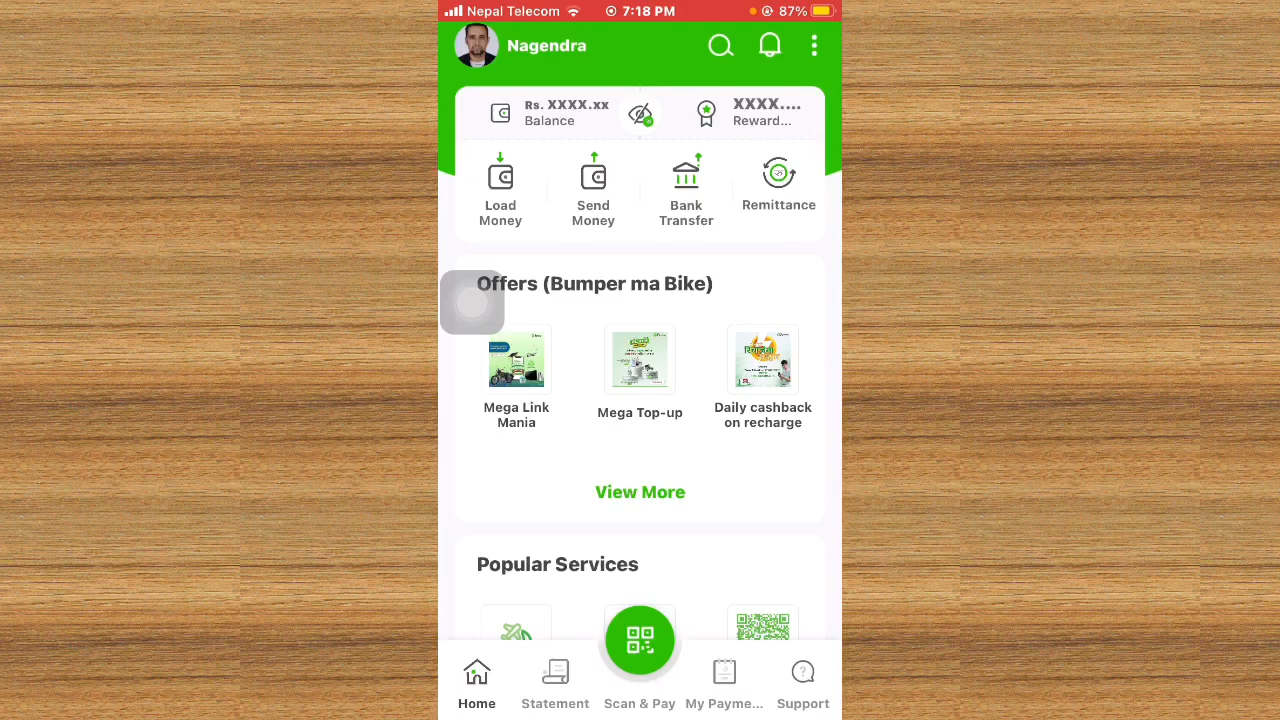 Nepal Telecom 7:18 PM 87%
Nagendra
Rs. XXXX.xx
Balance
XXXX....
Reward...
Load
Money
Send
Money
Bank
Transfer
Remittance
Offers (Bumper ma Bike)
Mega Link
Mania
Mega Top-up
Daily cashback
on recharge
View More
Popular Services
Home
Statement
Scan & Pay
My Payme...
Support